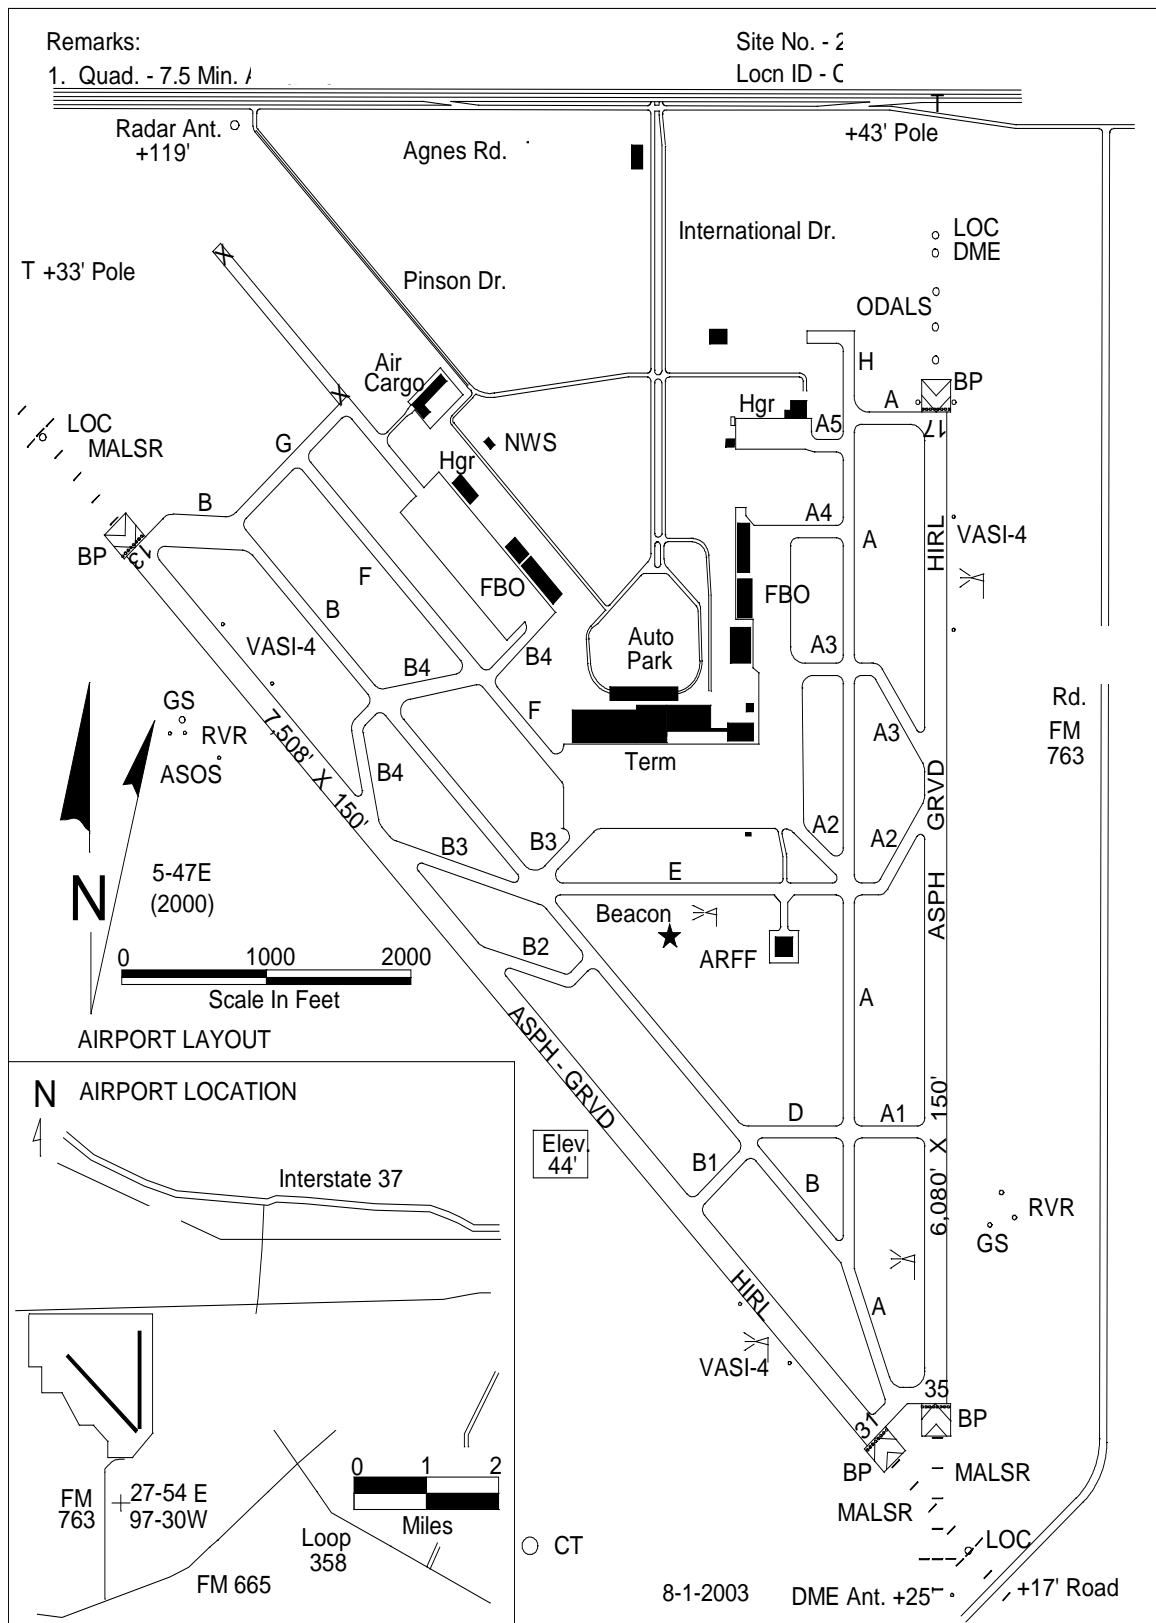 Remarks:
Site No. -
1. Quad. - 7.5 Min.
Locn ID -
Radar Ant.
+119'
Agnes Rd.
+43' Pole
International Dr.
LOC
DME
T +33' Pole
Pinson Dr.
ODALS
X
H
Air
Cargo
BP
X
A
Hgr
A5
17
LOC
MALSR
G
NWS
Hgr
B
A4
A
HIRL
VASI-4
BP
13
F
FBO
FBO
B
VASI-4
Auto
Park
A3
B4
B4
GS
RVR
ASOS
7,508' X 150'
F
Term
A3
Rd.
FM
763
B4
GRVD
B3
B3
A2
A2
E
5-47E
(2000)
N
ASPH
Beacon
B2
ARFF
0 1000 2000
Scale In Feet
A
ASPH - GRVD
AIRPORT LAYOUT
N AIRPORT LOCATION
D
A1
6,080' X 150'
Elev.
44'
B1
B
Interstate 37
RVR
GS
HIRL
A
VASI-4
35
31
BP
BP
MALSR
MALSR
0 1 2
Miles
FM
763
27-54 E
97-30W
Loop
358
FM 665
CT
LOC
8-1-2003
DME Ant. +25'
+17' Road